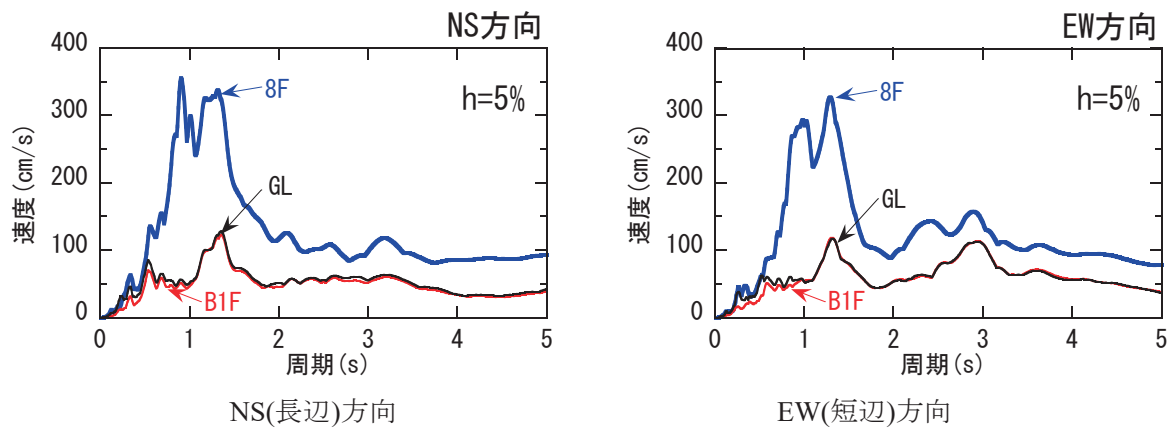 NS方向
400
300
200
100
0
速度(cm/s)
h=5%
8F
GL
B1F
0 1 2 3 4 5
周期(s)
NS(長辺)方向
EW方向
400
300
200
100
0
速度(cm/s)
h=5%
8F
GL
B1F
0 1 2 3 4 5
周期(s)
EW(短辺)方向